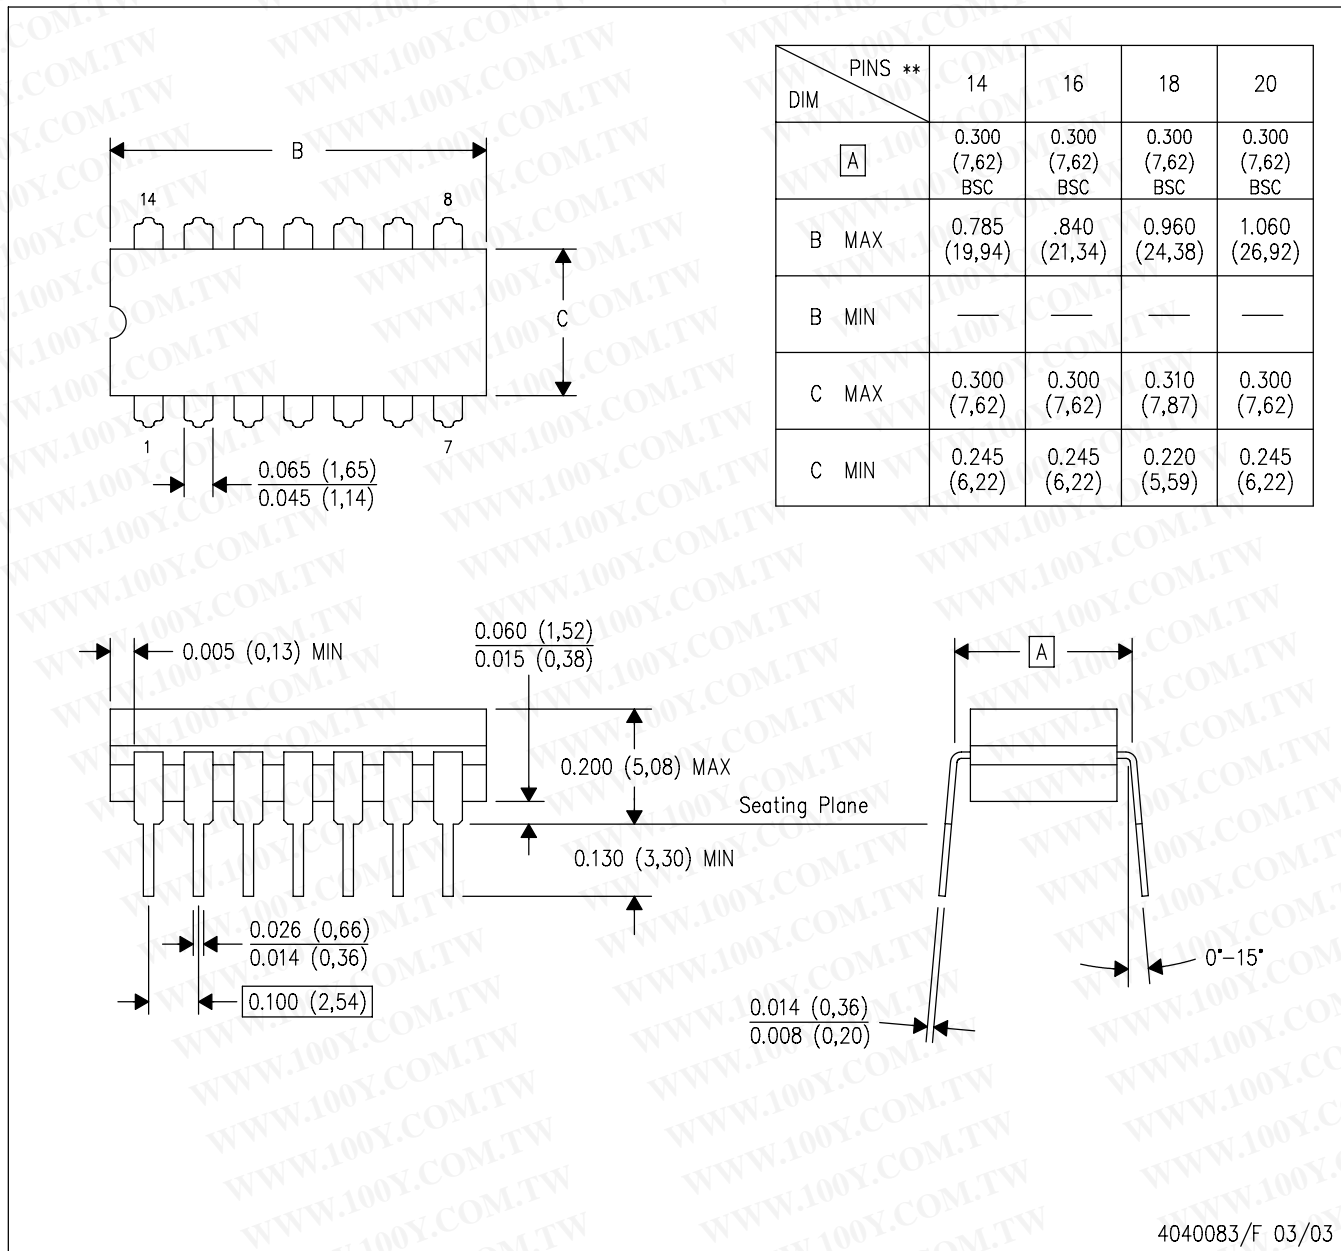 PINS **
DIM
14 16 18 20
A
0.300 0.300 0.300 0.300
(7,62) (7,62) (7,62) (7,62)
BSC BSC BSC BSC
B MAX
0.785 .840 0.960 1.060
(19,94) (21,34) (24,38) (26,92)
B MIN — — — —
C MAX
0.300 0.300 0.310 0.300
(7,62) (7,62) (7,87) (7,62)
C MIN
0.245 0.245 0.220 0.245
(6,22) (6,22) (5,59) (6,22)
B
14 8
C
1 7
0.065 (1,65)
0.045 (1,14)
0.005 (0,13) MIN
0.060 (1,52)
0.015 (0,38)
A
0.200 (5,08) MAX
Seating Plane
0.130 (3,30) MIN
0.026 (0,66)
0.014 (0,36)
0.100 (2,54)
0°–15°
0.014 (0,36)
0.008 (0,20)
4040083/F 03/03
WWW.100Y.COM.TW